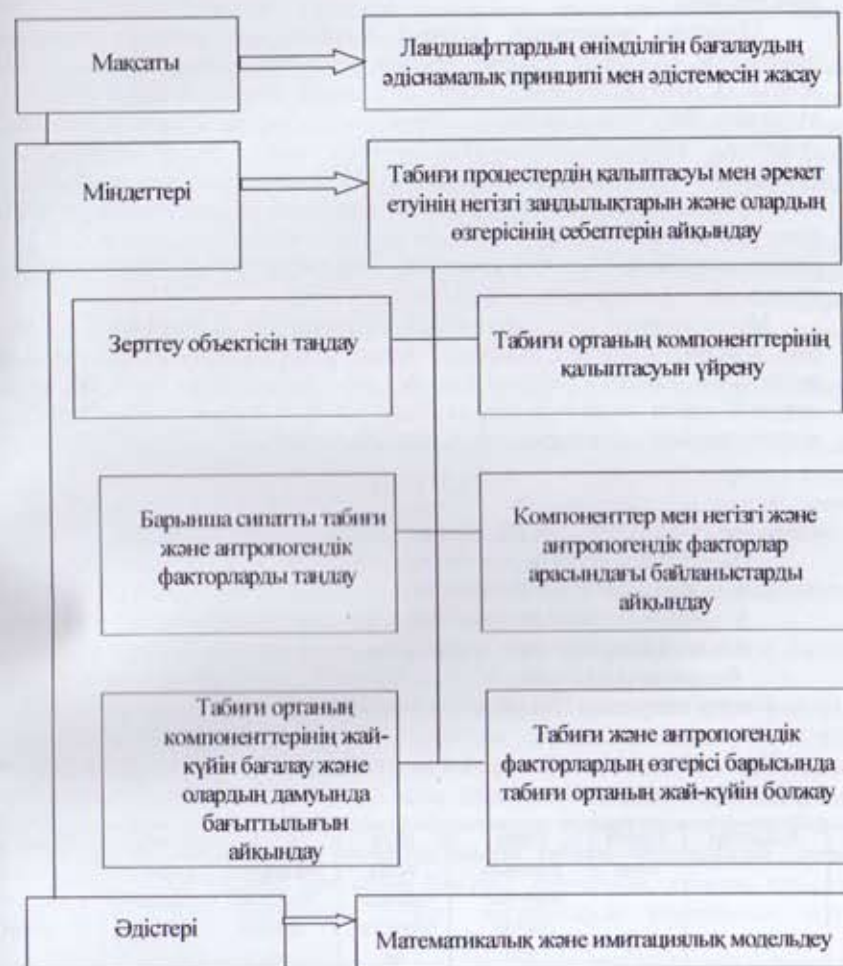 Мақсаты
Ландшафттардың өнімділігін бағалаудың
әдіснамалық принципі мен әдістемесін жасау
Міндеттері
Табиғи процестердің қалыптасуы мен әрекет
етуінің негізгі заңдылықтарын және олардың
өзгерісінің себептерін айқындау
Зерттеу объектісін таңдау
Табиғи ортаның компоненттерінің
қалыптасуын үйрену
Барынша сипатты табиғи
және антропогендік
факторларды таңдау
Компоненттер мен негізгі және
антропогендік факторлар
арасындағы байланыстарды
айқындау
Табиғи ортаның
компоненттерінің жай-
күйін бағалау және
олардың дамуында
бағыттылығын
айқындау
Табиғи және антропогендік
факторлардың өзгерісі барысында
табиғи ортаның жай-күйін болжау
Әдістері
Математикалық және имитациялық модельдеу